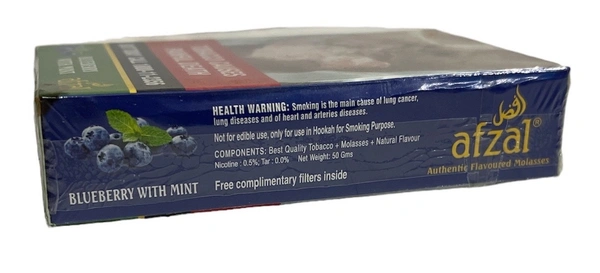 HEALTH WARNING: Smoking is the main cause of lung cancer,
lung diseases and of heart and arteries diseases.
Not for edible use, only for use in Hookah for Smoking Purpose.
COMPONENTS: Best Quality Tobacco + Molasses + Natural Flavour
Nicotine : 0.5%; Tar : 0.0% Net Weight: 50 Gms
Free complimentary filters inside
BLUEBERRY WITH MINT
افضل
afzal®
Authentic Flavoured Molasses